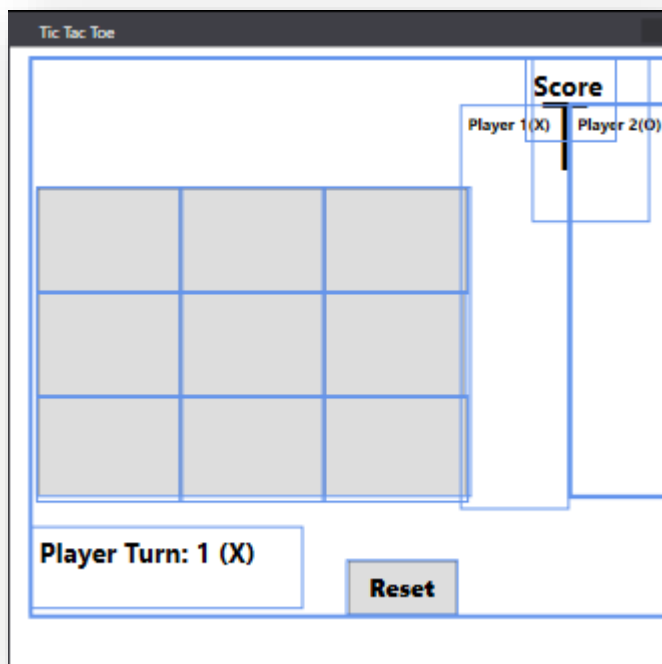 Tic Tac Toe
Score
Player 1(X) Player 2(O)
Player Turn: 1 (X)
Reset